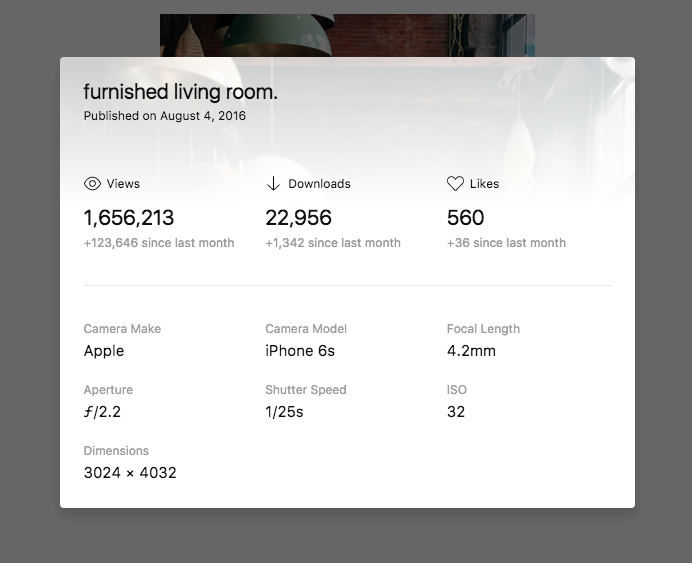 furnished living room.
Published on August 4, 2016
Views Downloads Likes
1,656,213 22,956 560
+123,646 since last month +1,342 since last month +36 since last month
Camera Make Camera Model Focal Length
Apple iPhone 6s 4.2mm
Aperture Shutter Speed ISO
ƒ/2.2 1/25s 32
Dimensions
3024 × 4032